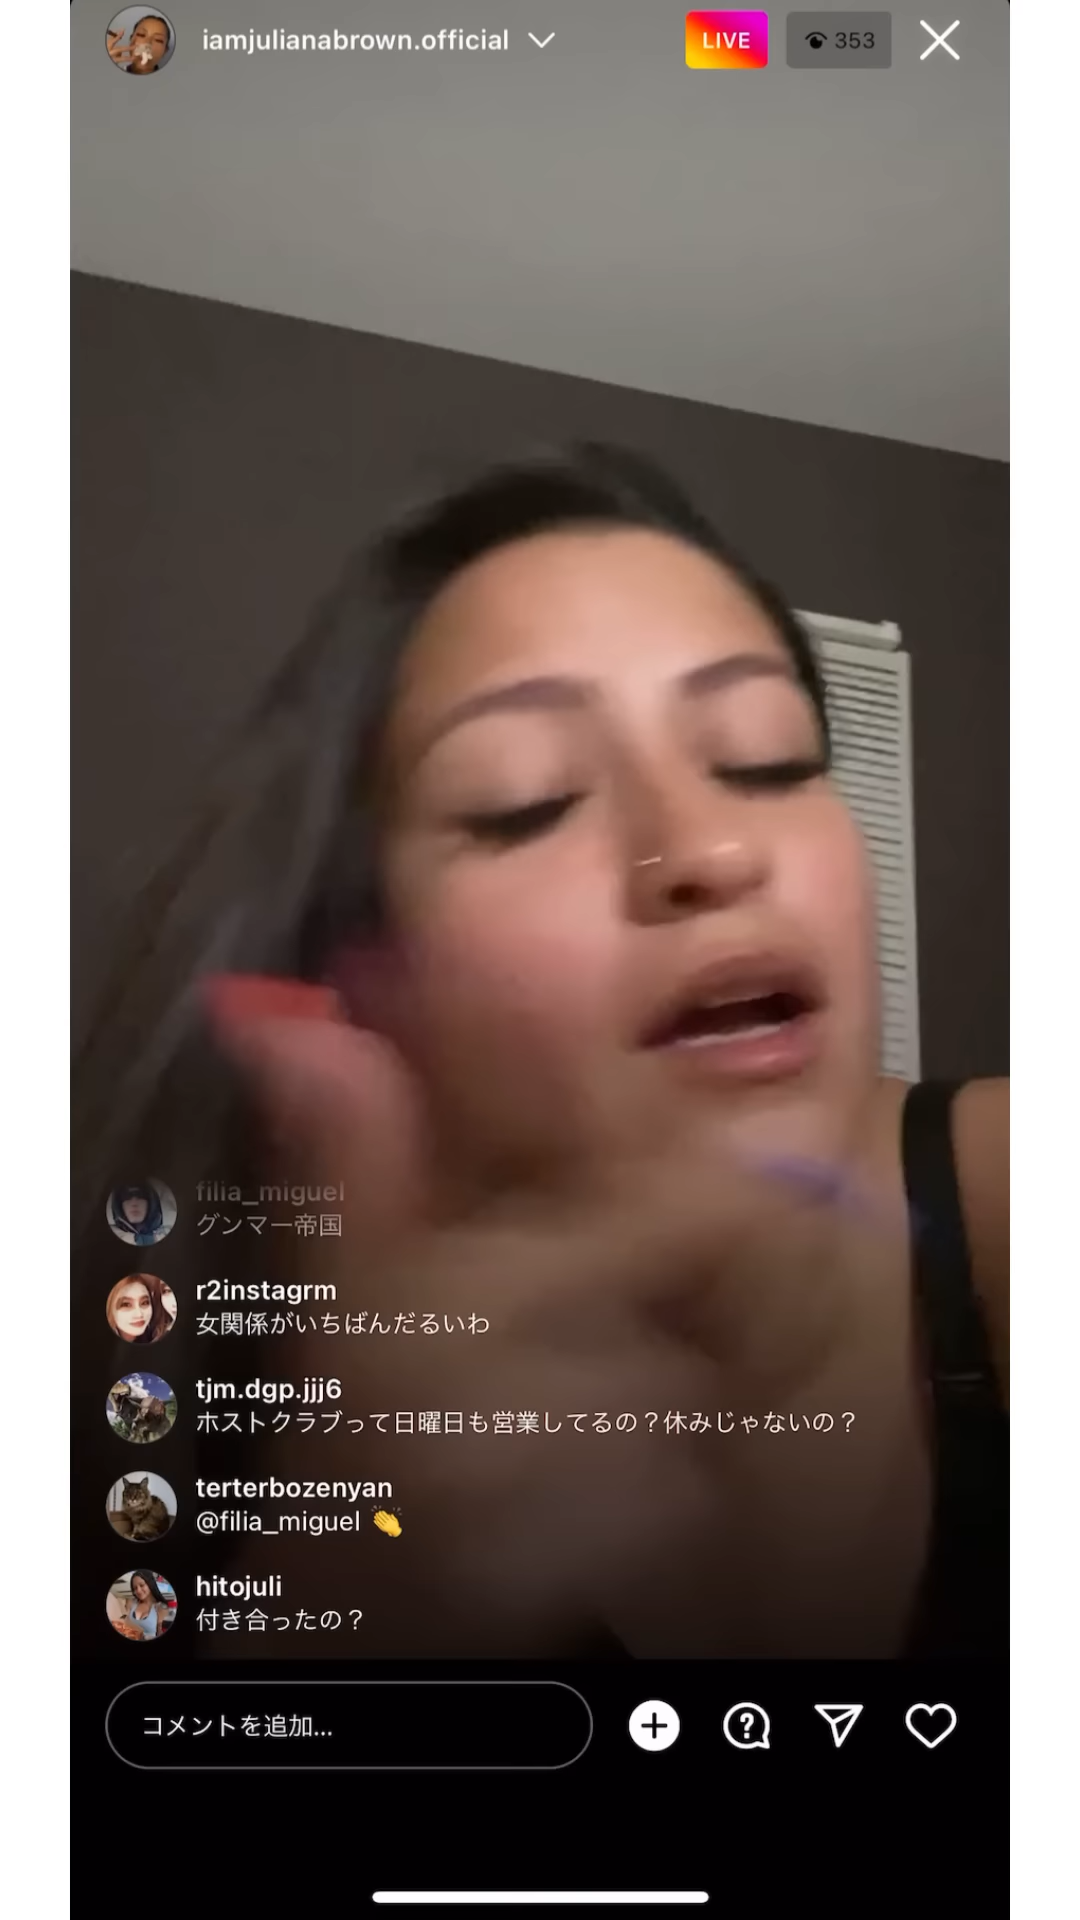 iamjulianabrown.official
LIVE
353
filia_miguel
グンマー帝国
r2instagrm
女関係がいちばんだるいわ
tjm.dgp.jjj6
ホストクラブって日曜日も営業してるの？休みじゃないの？
terterbozenyan
@filia_miguel 👏
hitojuli
付き合ったの？
コメントを追加...